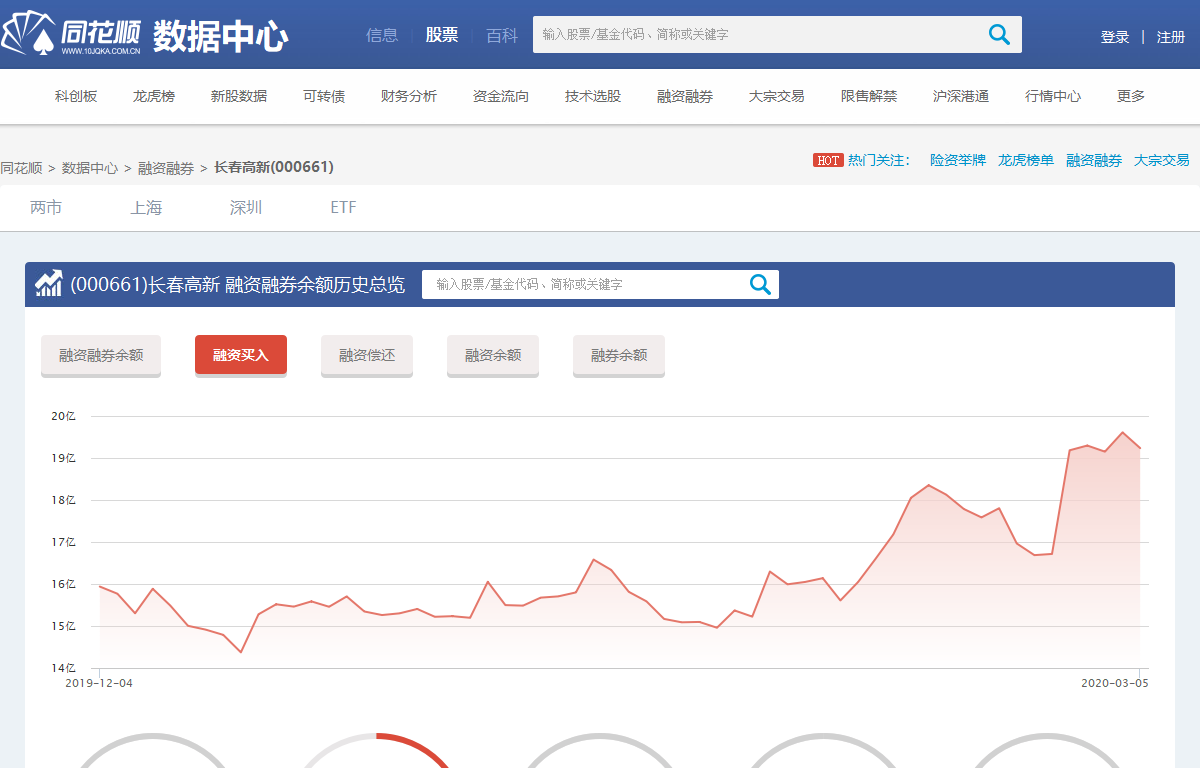 同花顺 数据中心 信息 股票 百科 输入股票/基金代码、简称或关键字 登录 | 注册
WWW.10JQKA.COM.CN
科创板 龙虎榜 新股数据 可转债 财务分析 资金流向 技术选股 融资融券 大宗交易 限售解禁 沪深港通 行情中心 更多
同花顺 > 数据中心 > 融资融券 > 长春高新(000661) HOT 热门关注： 险资举牌 龙虎榜单 融资融券 大宗交易
两市 上海 深圳 ETF
(000661)长春高新 融资融券余额历史总览 输入股票/基金代码、简称或关键字
融资融券余额 融资买入 融资偿还 融资余额 融券余额
20亿
19亿
18亿
17亿
16亿
15亿
14亿
2019-12-04 2020-03-05